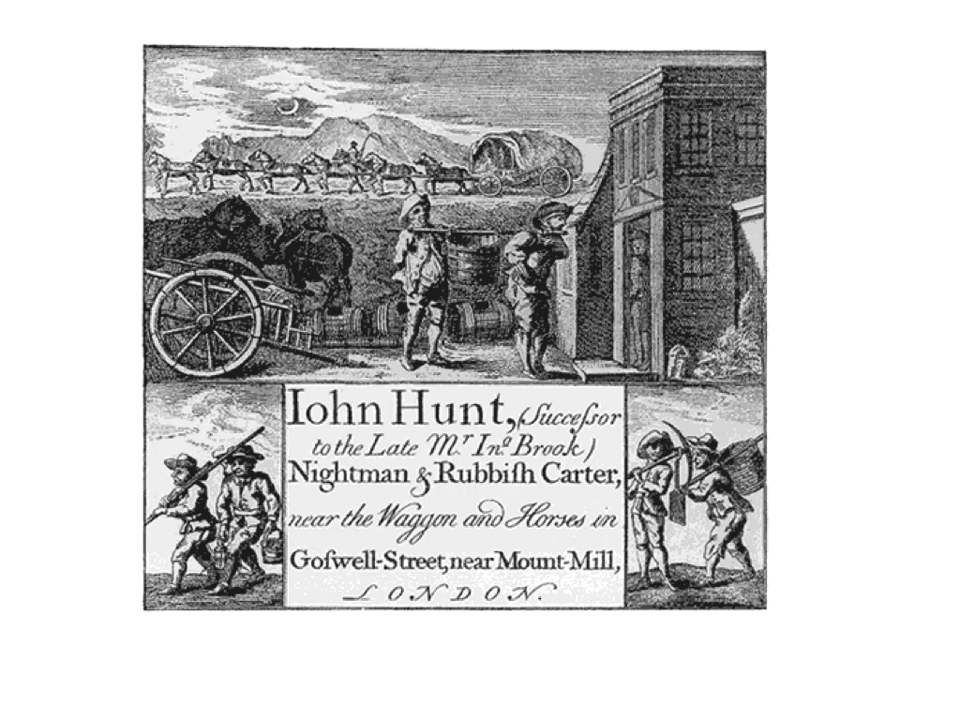 Iohn Hunt, (Succeſsor
to the Late Mʳ. Inᵒ. Brook)
Nightman & Rubbiſh Carter,
near the Waggon and Horses in
Goſwell-Street, near Mount-Mill,
LONDON.